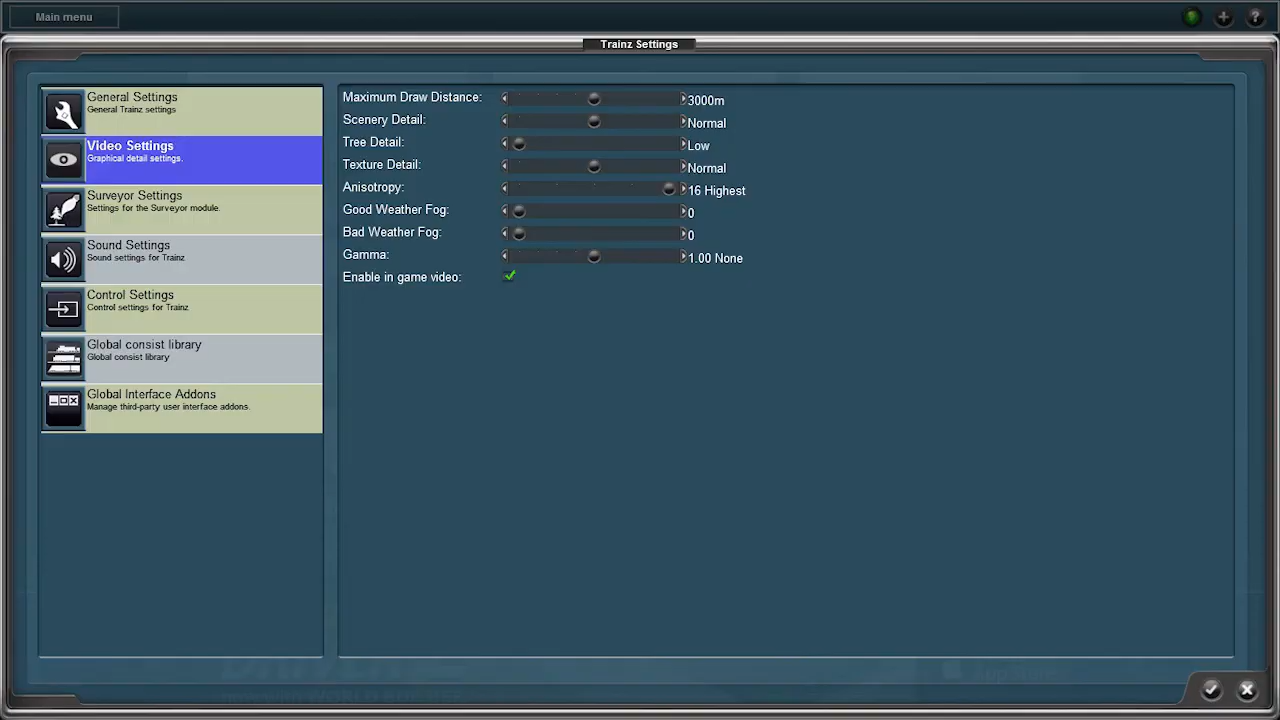 Main menu
Trainz Settings
General Settings
General Trainz settings
Video Settings
Graphical detail settings.
Surveyor Settings
Settings for the Surveyor module.
Sound Settings
Sound settings for Trainz
Control Settings
Control settings for Trainz
Global consist library
Global consist library
Global Interface Addons
Manage third-party user interface addons.
Maximum Draw Distance: 3000m
Scenery Detail: Normal
Tree Detail: Low
Texture Detail: Normal
Anisotropy: 16 Highest
Good Weather Fog: 0
Bad Weather Fog: 0
Gamma: 1.00 None
Enable in game video: